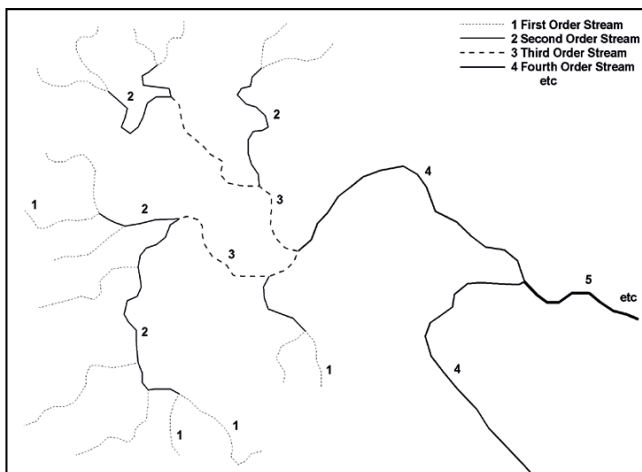 1 First Order Stream
2 Second Order Stream
3 Third Order Stream
4 Fourth Order Stream
etc
2
2
4
3
1
2
3
5
etc
2
4
1
1
1